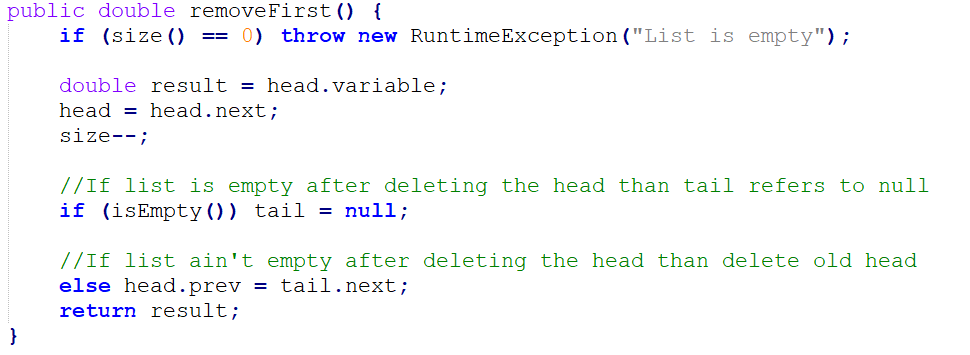 public double removeFirst() {
    if (size() == 0) throw new RuntimeException("List is empty");
    double result = head.variable;
    head = head.next;
    size--;
    //If list is empty after deleting the head than tail refers to null
    if (isEmpty()) tail = null;
    //If list ain't empty after deleting the head than delete old head
    else head.prev = tail.next;
    return result;
}